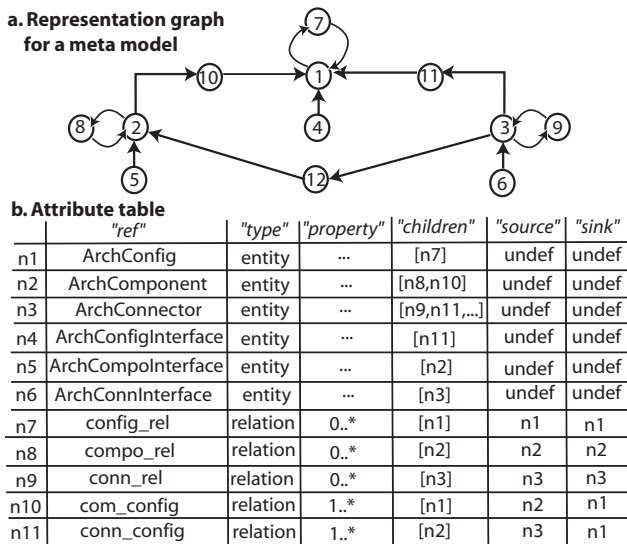 a. Representation graph
for a meta model
7
10
1
11
8
2
4
3
9
5
12
6
b. Attribute table
"ref" "type" "property" "children" "source" "sink"
n1 ArchConfig entity ... [n7] undef undef
n2 ArchComponent entity ... [n8,n10] undef undef
n3 ArchConnector entity ... [n9,n11,...] undef undef
n4 ArchConfigInterface entity ... [n11] undef undef
n5 ArchCompoInterface entity ... [n2] undef undef
n6 ArchConnInterface entity ... [n3] undef undef
n7 config_rel relation 0..* [n1] n1 n1
n8 compo_rel relation 0..* [n2] n2 n2
n9 conn_rel relation 0..* [n3] n3 n3
n10 com_config relation 1..* [n1] n2 n1
n11 conn_config relation 1..* [n2] n3 n1